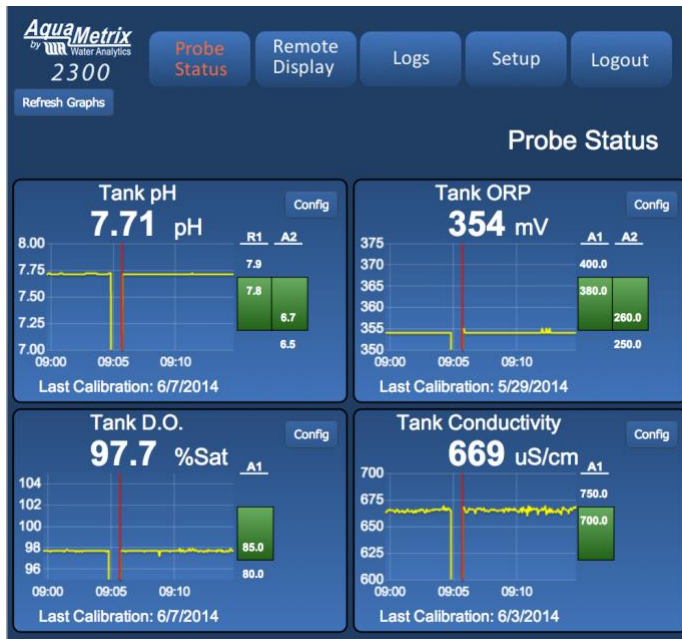 AquaMetrix
by Water Analytics
2300
Probe Status
Remote Display
Logs
Setup
Logout
Refresh Graphs
Probe Status
Tank pH
7.71 pH
Config
R1 A2
7.9
7.8
6.7
6.5
8.00
7.75
7.50
7.25
7.00
09:00 09:05 09:10
Last Calibration: 6/7/2014
Tank ORP
354 mV
Config
A1 A2
400.0
380.0
260.0
250.0
375
370
365
360
355
350
09:00 09:05 09:10
Last Calibration: 5/29/2014
Tank D.O.
97.7 %Sat
Config
A1
85.0
80.0
104
102
100
98
96
09:00 09:05 09:10
Last Calibration: 6/7/2014
Tank Conductivity
669 uS/cm
Config
A1
750.0
700.0
700
675
650
625
600
09:00 09:05 09:10
Last Calibration: 6/3/2014